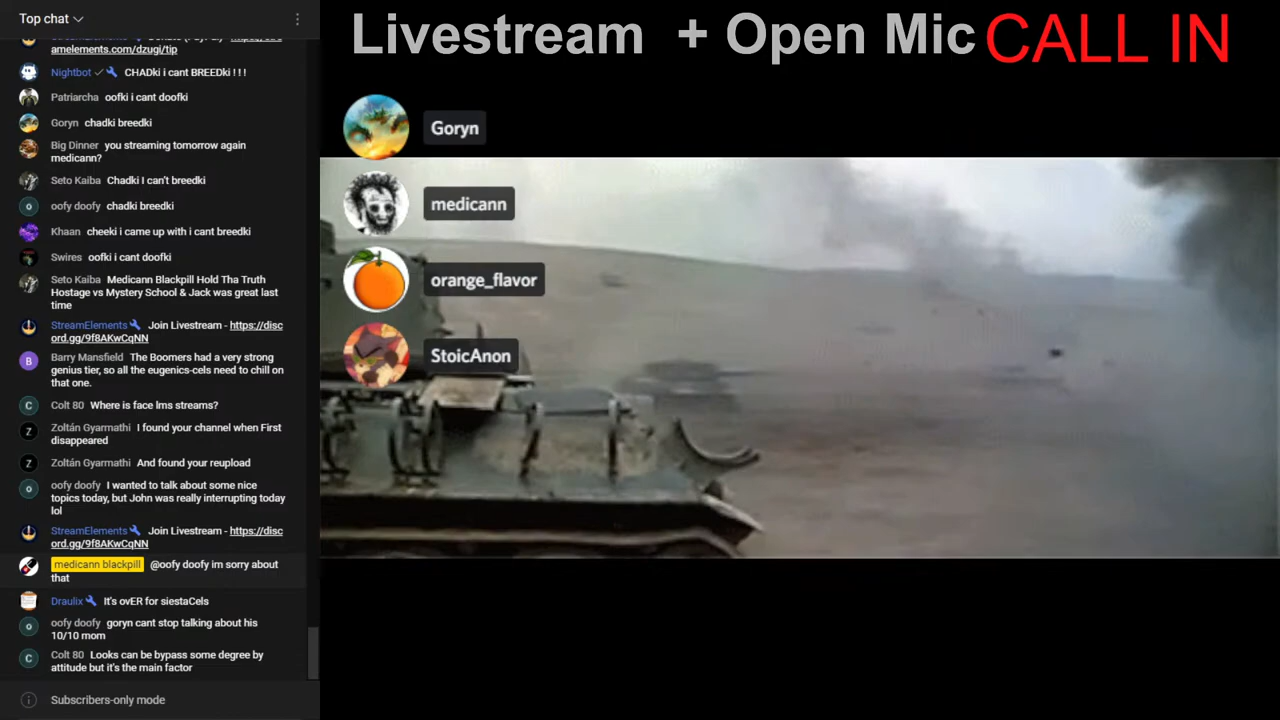 Top chat
amelements.com/dzugi/tip
Nightbot CHADki i cant BREEDki ! ! !
Patriarcha oofki i cant doofki
Goryn chadki breedki
Big Dinner you streaming tomorrow again
medicann?
Seto Kaiba Chadki I can't breedki
oofy doofy chadki breedki
Khaan cheeki i came up with i cant breedki
Swires oofki i cant doofki
Seto Kaiba Medicann Blackpill Hold Tha Truth
Hostage vs Mystery School & Jack was great last
time
StreamElements Join Livestream - https://disc
ord.gg/9f8AKwCqNN
Barry Mansfield The Boomers had a very strong
genius tier, so all the eugenics-cels need to chill on
that one.
Colt 80 Where is face lms streams?
Zoltán Gyarmathi I found your channel when First
disappeared
Zoltán Gyarmathi And found your reupload
oofy doofy I wanted to talk about some nice
topics today, but John was really interrupting today
lol
StreamElements Join Livestream - https://disc
ord.gg/9f8AKwCqNN
medicann blackpill @oofy doofy im sorry about
that
Draulix It's ovER for siestaCels
oofy doofy goryn cant stop talking about his
10/10 mom
Colt 80 Looks can be bypass some degree by
attitude but it's the main factor
Subscribers-only mode
Livestream + Open Mic CALL IN
Goryn
medicann
orange_flavor
StoicAnon